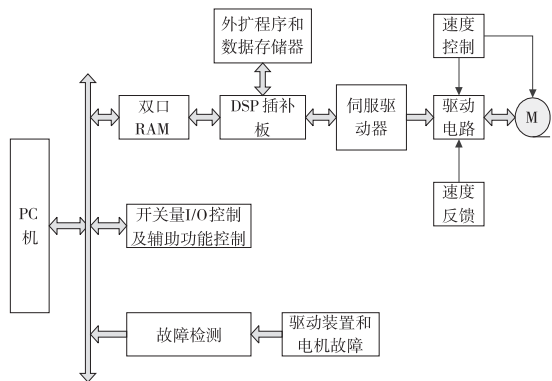 外扩程序和
数据存储器
速度
控制
双口
RAM
DSP 插补
板
伺服驱
动器
驱动
电路
M
PC
机
开关量I/O控制
及辅助功能控制
速度
反馈
故障检测
驱动装置和
电机故障